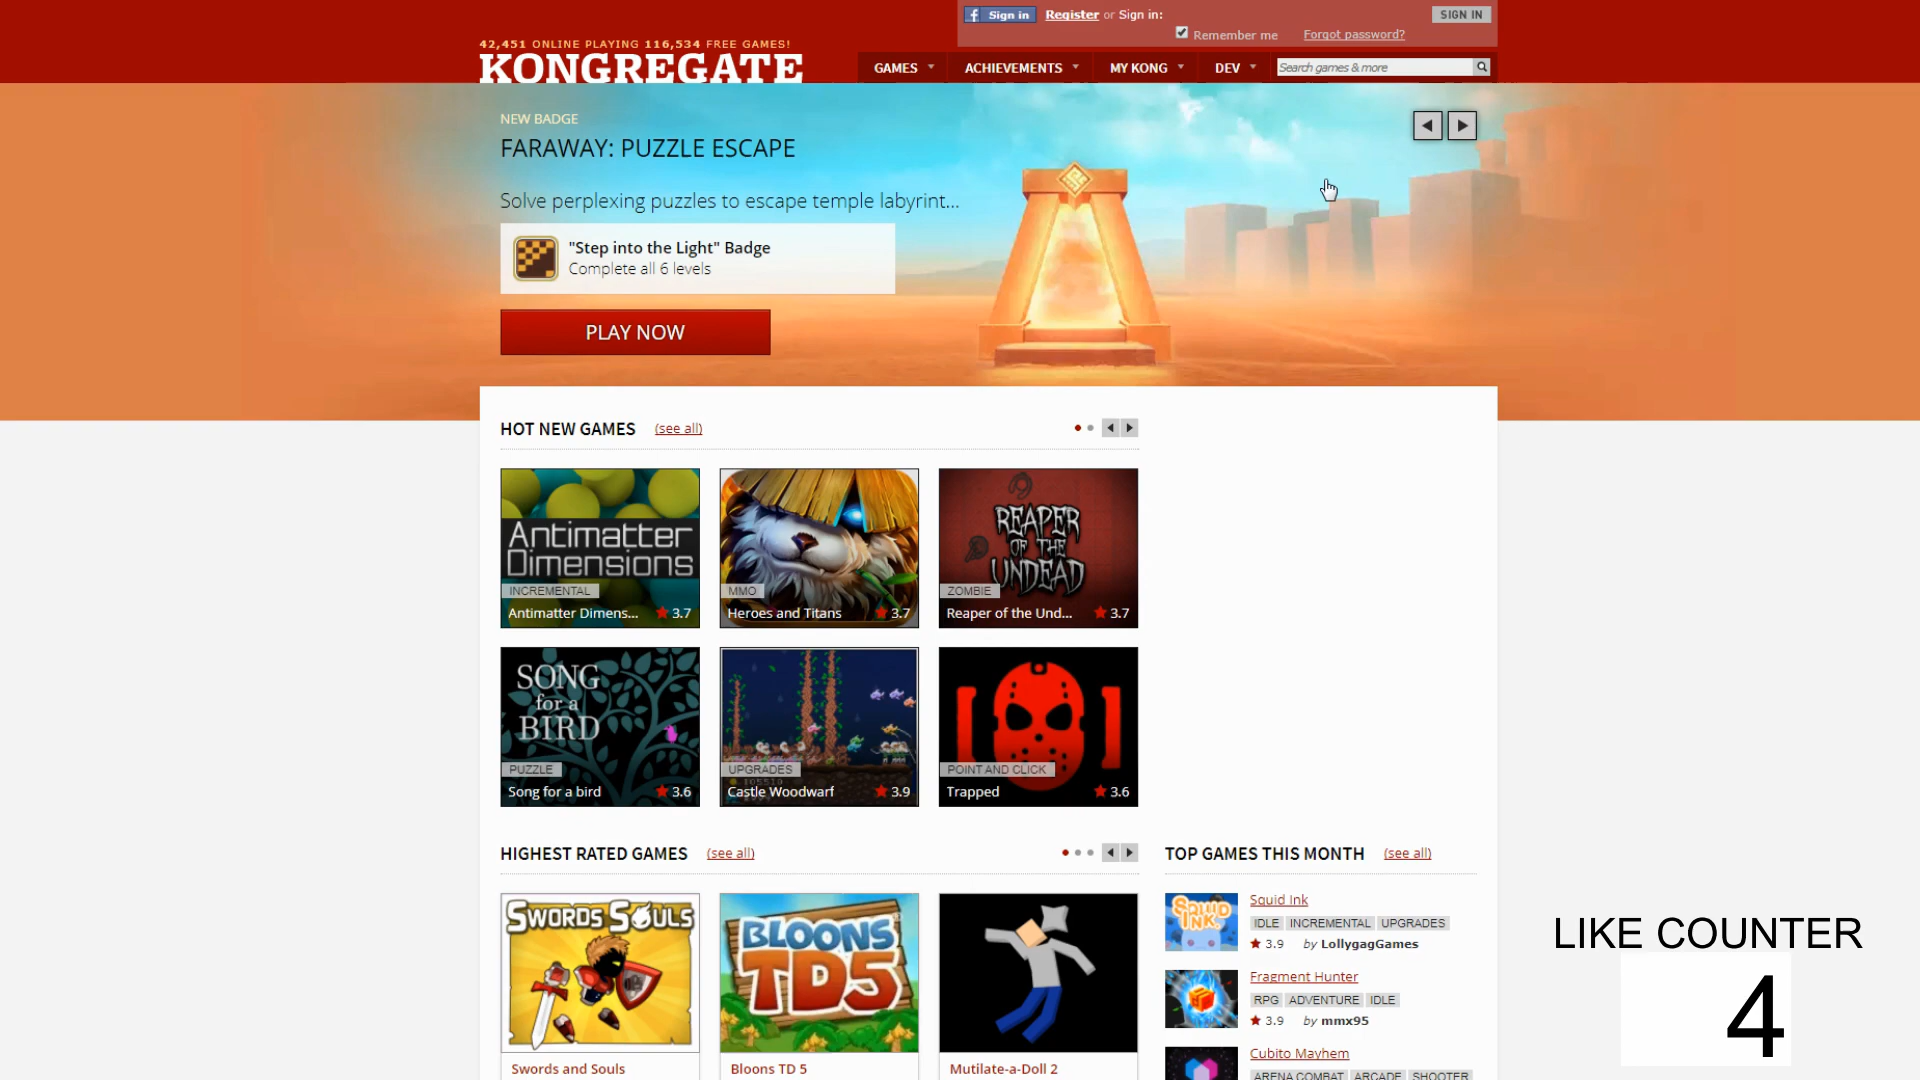 Sign in Register or Sign in: SIGN IN
Remember me Forgot password?
42,451 ONLINE PLAYING 116,534 FREE GAMES!
KONGREGATE
GAMES ACHIEVEMENTS MY KONG DEV Search games & more
NEW BADGE
FARAWAY: PUZZLE ESCAPE
Solve perplexing puzzles to escape temple labyrint...
"Step into the Light" Badge
Complete all 6 levels
PLAY NOW
HOT NEW GAMES (see all)
Antimatter
Dimensions
INCREMENTAL
Antimatter Dimens... 3.7
MMO
Heroes and Titans 3.7
REAPER
OF THE
UNDEAD
ZOMBIE
Reaper of the Und... 3.7
SONG
for a
BIRD
PUZZLE
Song for a bird 3.6
UPGRADES
Castle Woodwarf 3.9
POINT AND CLICK
Trapped 3.6
HIGHEST RATED GAMES (see all)
SWORDS SOULS
Swords and Souls
BLOONS
TD5
Bloons TD 5
Mutilate-a-Doll 2
TOP GAMES THIS MONTH (see all)
SQUID
INK
Squid Ink
IDLE INCREMENTAL UPGRADES
3.9 by LollygagGames
Fragment Hunter
RPG ADVENTURE IDLE
3.9 by mmx95
Cubito Mayhem
ARENA COMBAT ARCADE SHOOTER
LIKE COUNTER
4